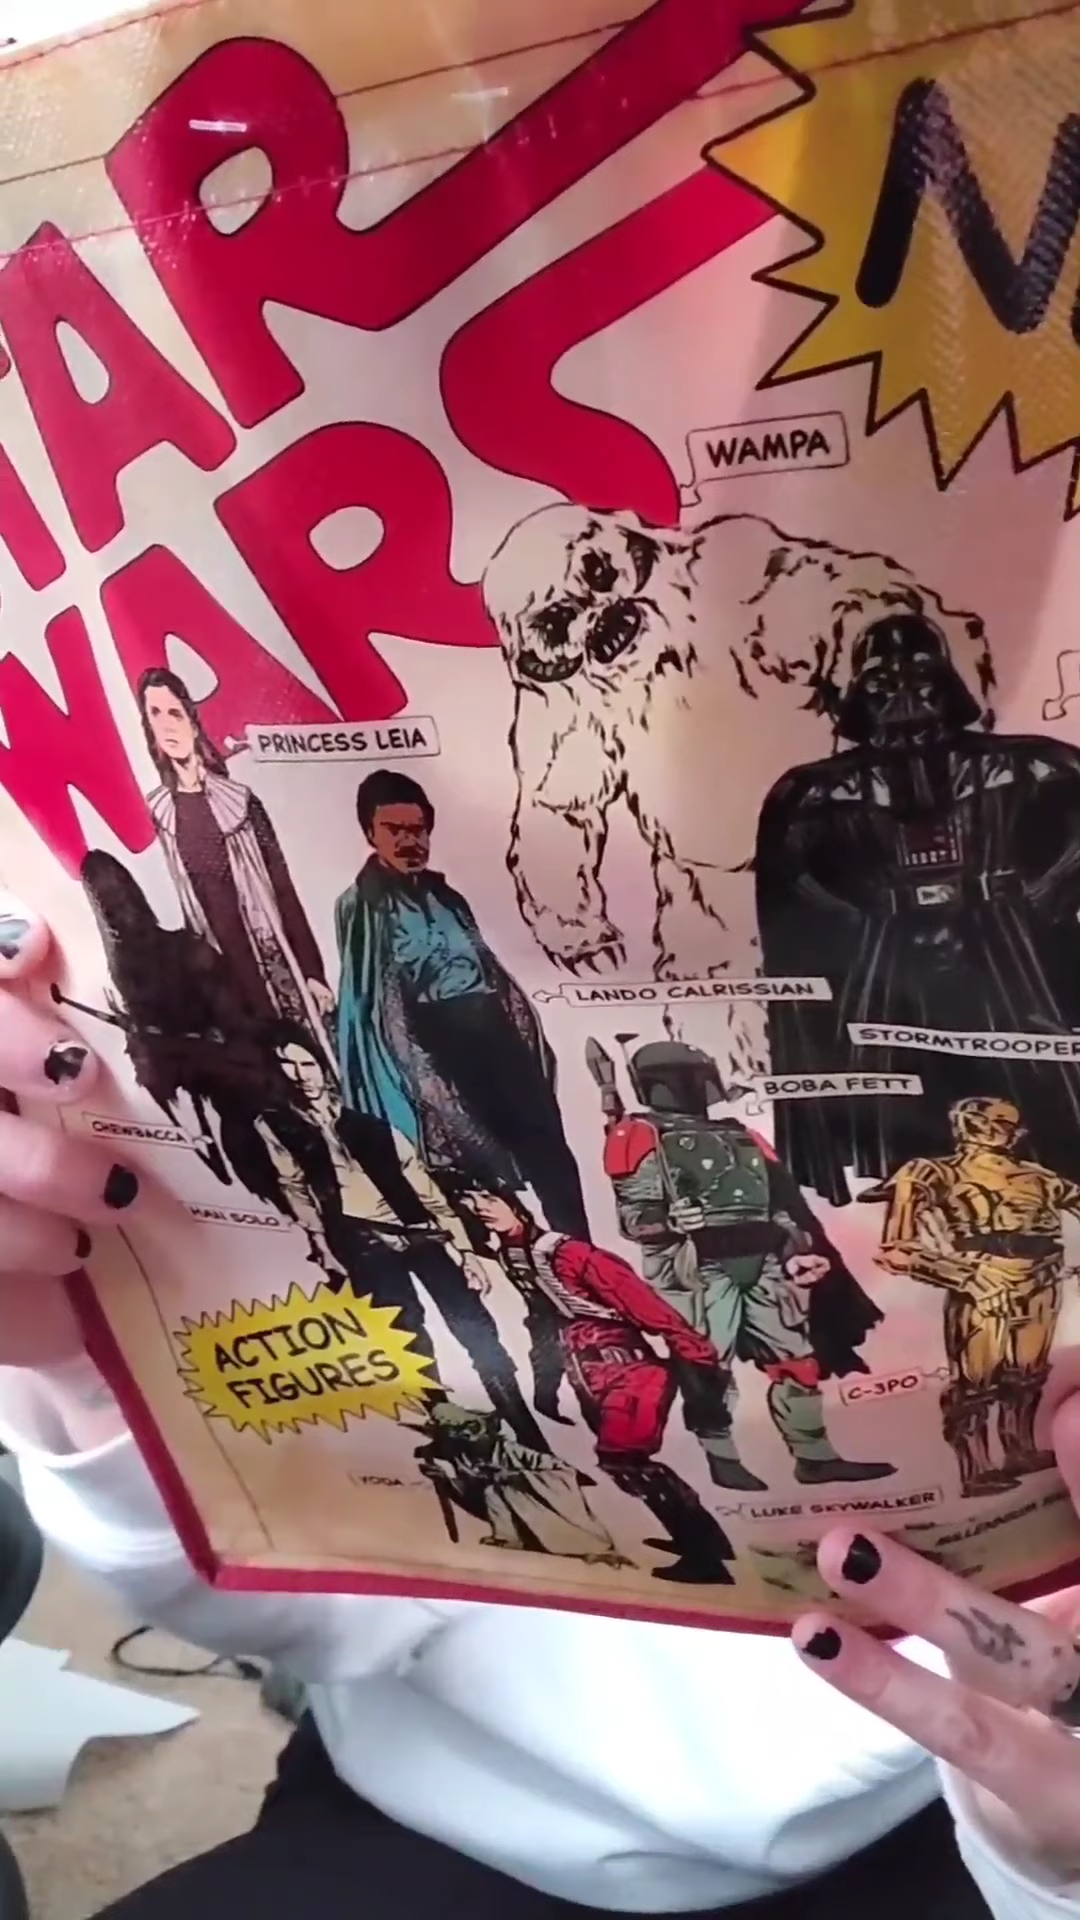 STAR
WARS
WAMPA
PRINCESS LEIA
LANDO CALRISSIAN
STORMTROOPER
BOBA FETT
CHEWBACCA
HAN SOLO
ACTION
FIGURES
C-3PO
YODA
LUKE SKYWALKER
MILLENNIUM